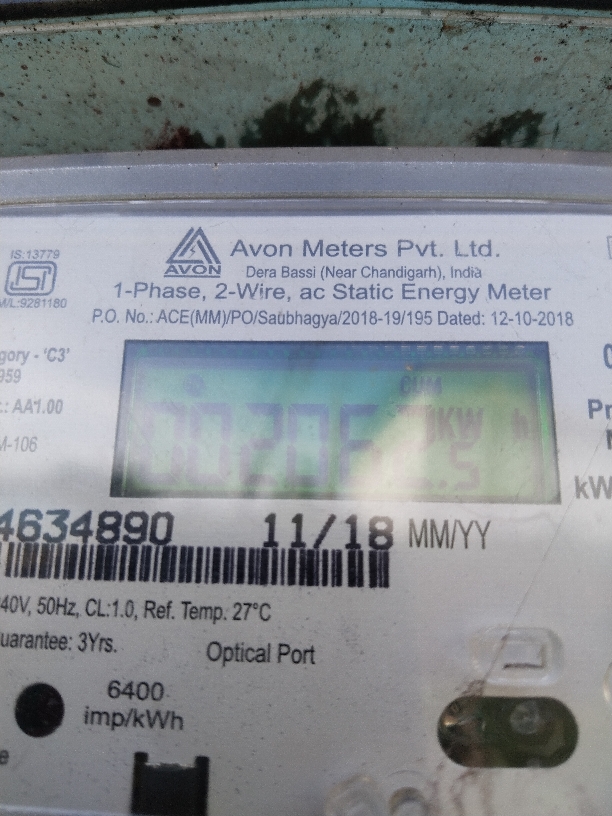 IS:13779
ISI
M/L:9281180
AVON
Avon Meters Pvt. Ltd.
Dera Bassi (Near Chandigarh), India
1-Phase, 2-Wire, ac Static Energy Meter
P.O. No.: ACE(MM)/PO/Saubhagya/2018-19/195 Dated: 12-10-2018
gory - 'C3'
959
.: AA1.00
M-106
CUM
KW h
Pr
kW
4634890 11/18 MM/YY
40V, 50Hz, CL:1.0, Ref. Temp. 27°C
uarantee: 3Yrs.
Optical Port
6400
imp/kWh